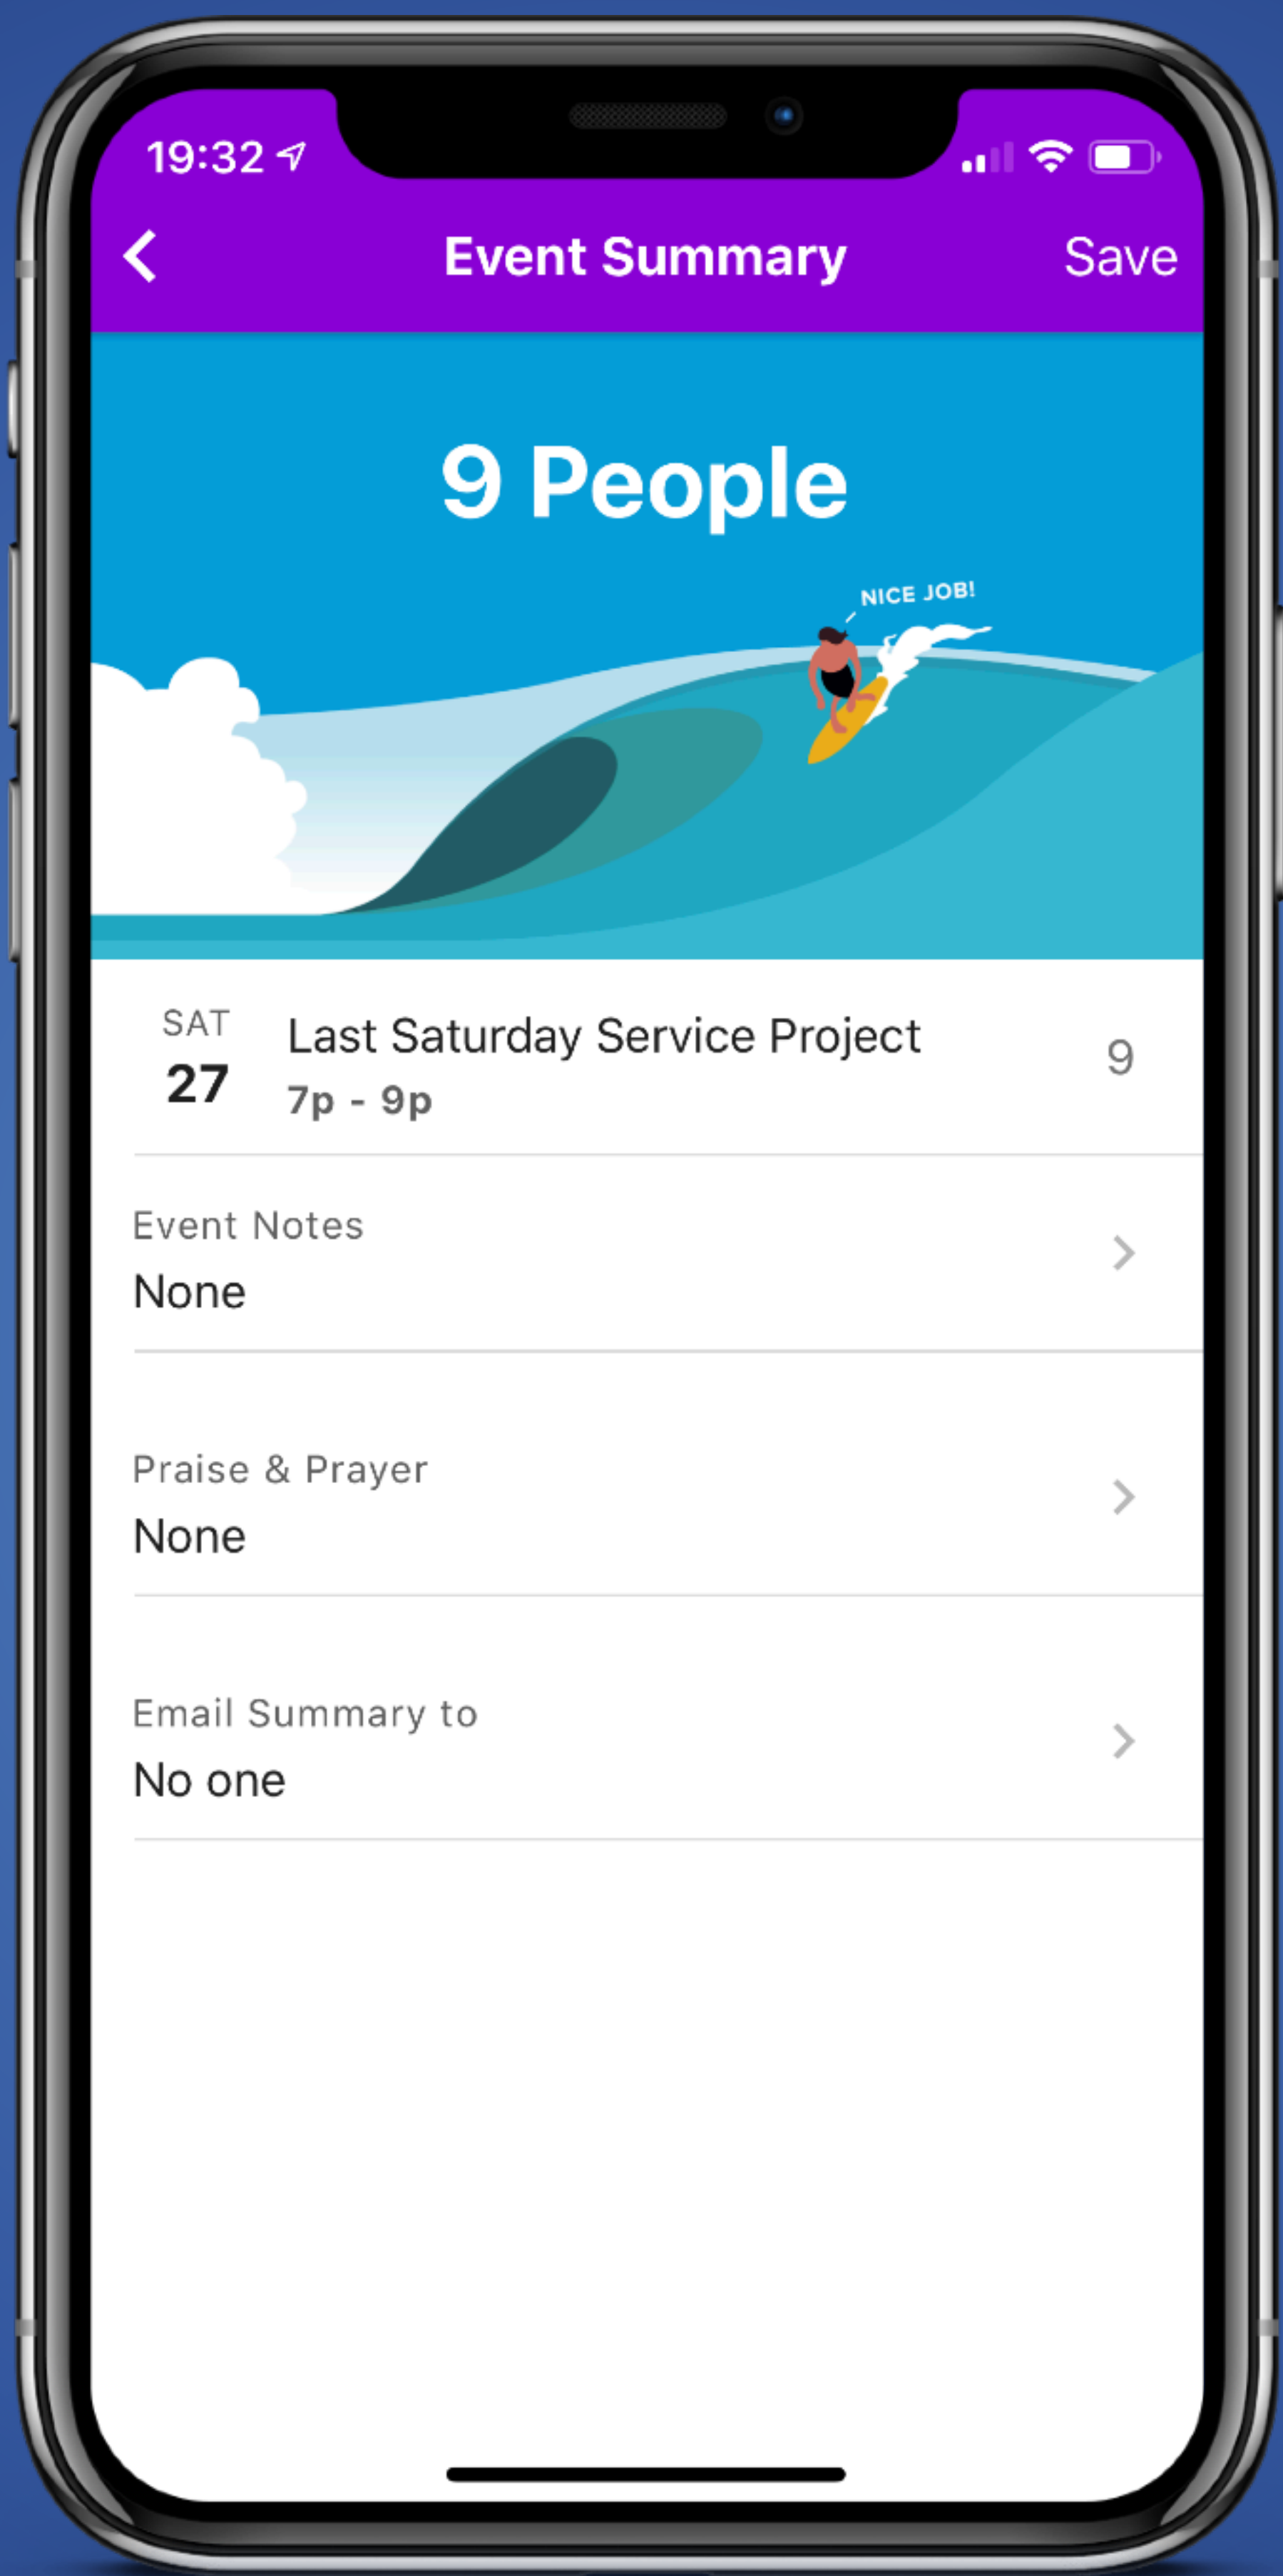 19:32
Event Summary
Save
9 People
NICE JOB!
SAT
27
Last Saturday Service Project
7p - 9p
9
Event Notes
None
Praise & Prayer
None
Email Summary to
No one